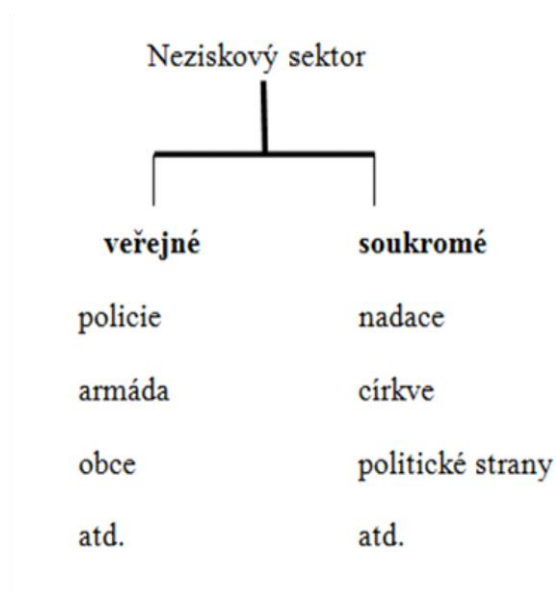 Neziskový sektor
veřejné soukromé
policie nadace
armáda církve
obce politické strany
atd. atd.